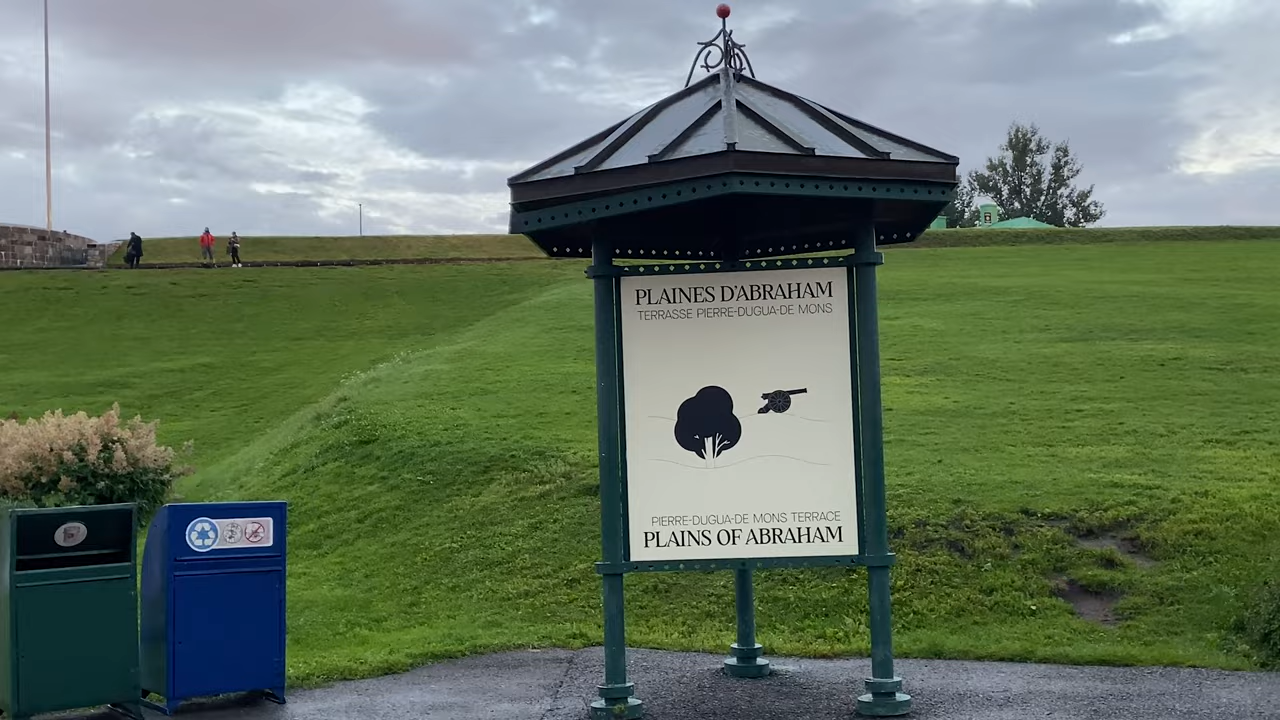 PLAINES D'ABRAHAM
TERRASSE PIERRE-DUGUA-DE MONS
PIERRE-DUGUA-DE MONS TERRACE
PLAINS OF ABRAHAM